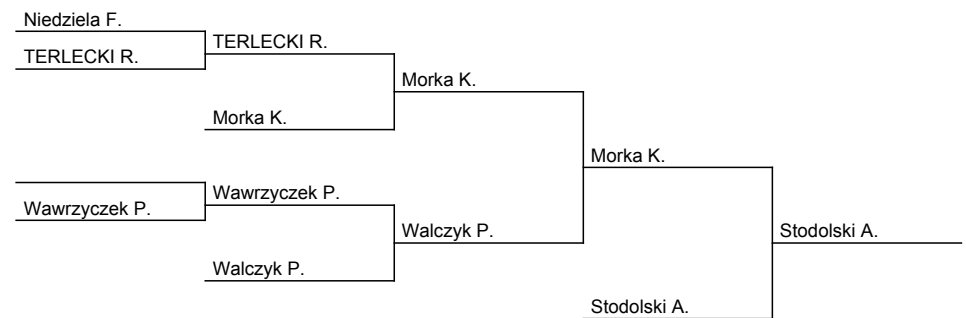 Niedziela F.
TERLECKI R.
TERLECKI R.
Morka K.
Morka K.
Morka K.
Wawrzyczek P.
Wawrzyczek P.
Walczyk P.
Stodolski A.
Walczyk P.
Stodolski A.